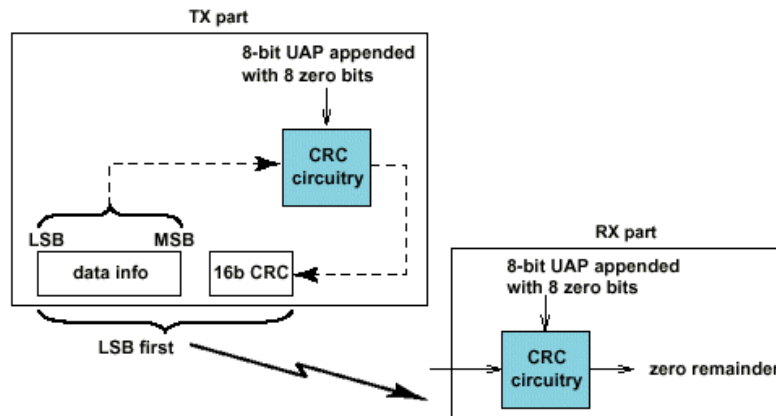 TX part
8-bit UAP appended
with 8 zero bits
CRC
circuitry
LSB
MSB
data info
16b CRC
LSB first
RX part
8-bit UAP appended
with 8 zero bits
CRC
circuitry
zero remainder